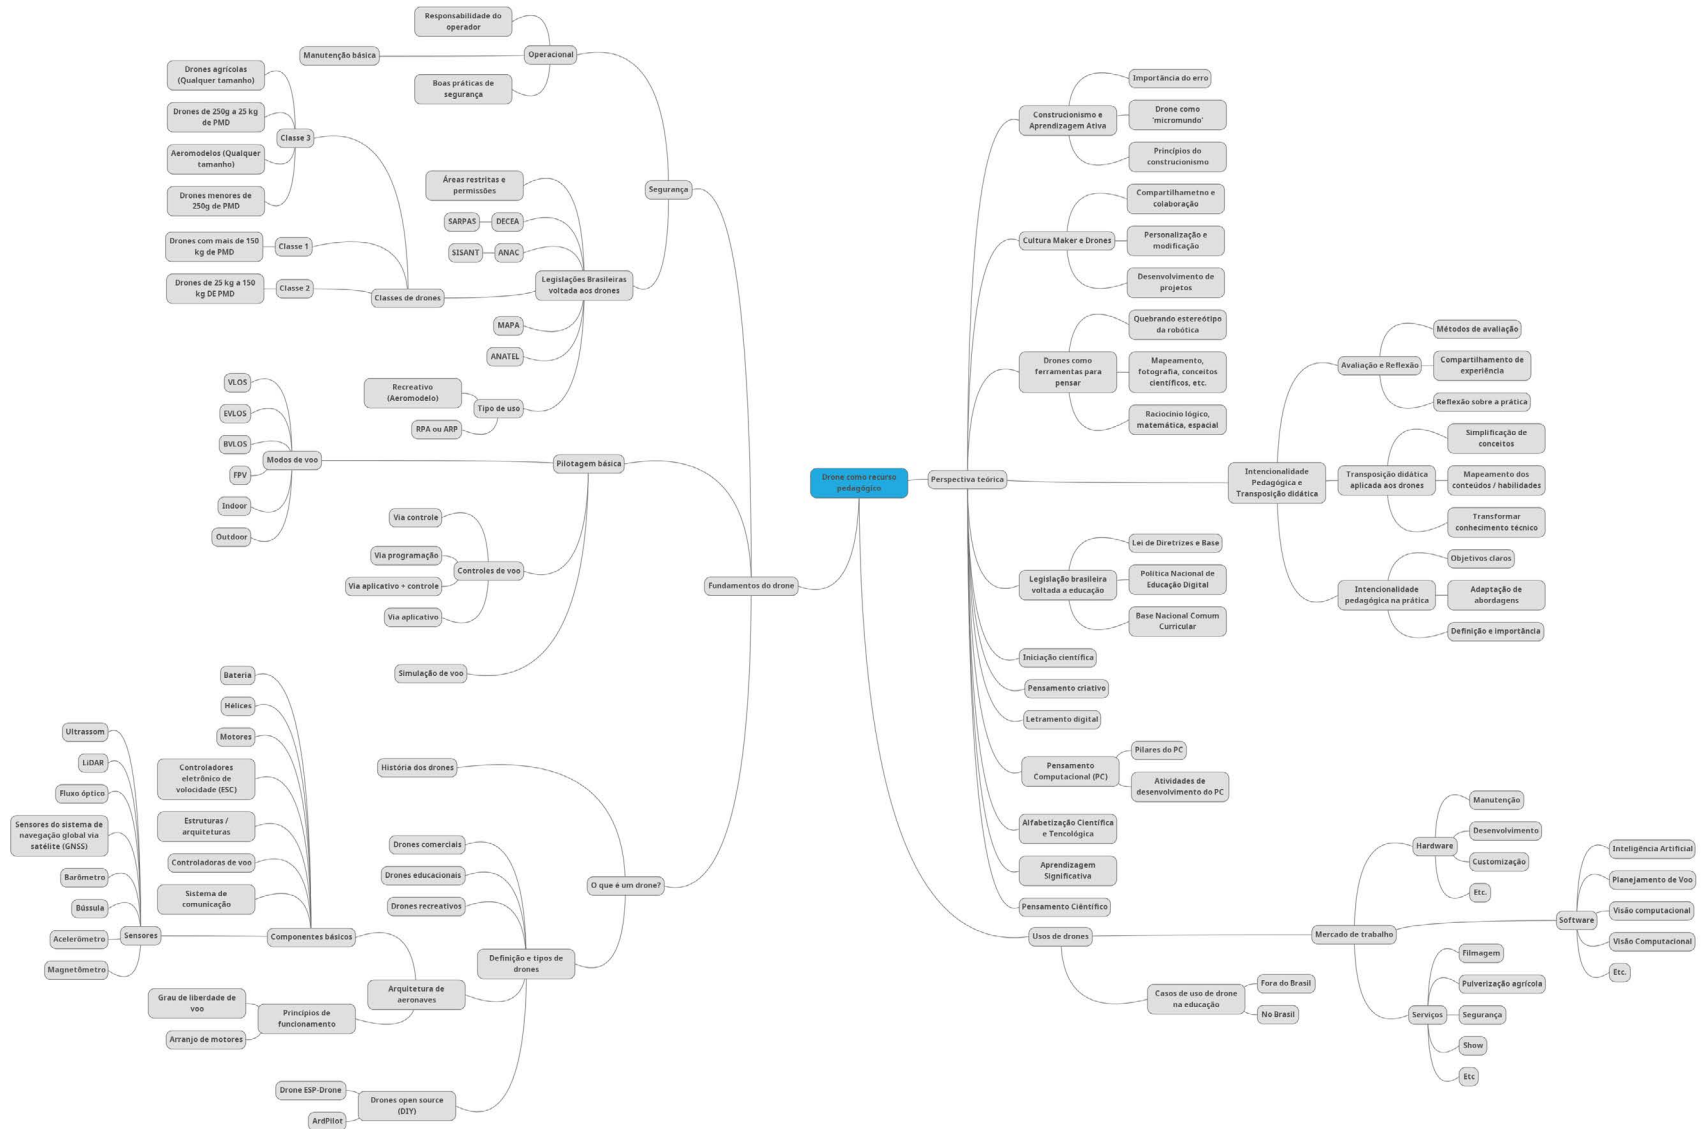 Drone como recurso
pedagógico
Perspectiva teórica
Construcionismo e
Aprendizagem Ativa
Importância do erro
Drone como
'micromundo'
Princípios do
construcionismo
Cultura Maker e Drones
Compartilhametno e
colaboração
Personalização e
modificação
Desenvolvimento de
projetos
Drones como
ferramentas para
pensar
Quebrando estereótipo
da robótica
Mapeamento,
fotografia, conceitos
científicos, etc.
Raciocinio lógico,
matemática, espacial
Intencionalidade
Pedagógica e
Transposição didática
Avaliação e Reflexão
Métodos de avaliação
Compartilhamento de
experiência
Reflexão sobre a prática
Transposição didática
aplicada aos drones
Simplificação de
conceitos
Mapeamento dos
conteúdos / habilidades
Transformar
conhecimento técnico
Intencionalidade
pedagógica na prática
Objetivos claros
Adaptação de
abordagens
Definição e importância
Legislação brasileira
voltada a educação
Lei de Diretrizes e Base
Política Nacional de
Educação Digital
Base Nacional Comum
Curricular
Iniciação científica
Pensamento criativo
Letramento digital
Pensamento
Computacional (PC)
Pilares do PC
Atividades de
desenvolvimento do PC
Alfabetização Científica
e Tencológica
Aprendizagem
Significativa
Pensamento Ciêntífico
Usos de drones
Mercado de trabalho
Hardware
Manutenção
Desenvolvimento
Customização
Etc.
Software
Inteligência Artificial
Planejamento de Voo
Visão computacional
Visão Computacional
Etc.
Serviços
Filmagem
Pulverização agrícola
Segurança
Show
Etc
Casos de uso de drone
na educação
Fora do Brasil
No Brasil
Fundamentos do drone
Segurança
Operacional
Responsabilidade do
operador
Manutenção básica
Boas práticas de
segurança
Legislações Brasileiras
voltada aos drones
Áreas restritas e
permissões
DECEA
SARPAS
ANAC
SISANT
Classes de drones
Classe 3
Drones agrícolas
(Qualquer tamanho)
Drones de 250g a 25 kg
de PMD
Aeromodelos (Qualquer
tamanho)
Drones menores de
250g de PMD
Classe 1
Drones com mais de 150
kg de PMD
Classe 2
Drones de 25 kg a 150
kg DE PMD
MAPA
ANATEL
Tipo de uso
Recreativo
(Aeromodelo)
RPA ou ARP
Pilotagem básica
Modos de voo
VLOS
EVLOS
BVLOS
FPV
Indoor
Outdoor
Controles de voo
Via controle
Via programação
Via aplicativo + controle
Via aplicativo
Simulação de voo
O que é um drone?
História dos drones
Definição e tipos de
drones
Drones comerciais
Drones educacionais
Drones recreativos
Arquitetura de
aeronaves
Componentes básicos
Bateria
Hélices
Motores
Controladores
eletrônico de
volocidade (ESC)
Estruturas /
arquiteturas
Controladoras de voo
Sistema de
comunicação
Sensores
Ultrassom
LiDAR
Fluxo óptico
Sensores do sistema de
navegação global via
satélite (GNSS)
Barômetro
Bússula
Acelerômetro
Magnetômetro
Princípios de
funcionamento
Grau de liberdade de
voo
Arranjo de motores
Drones open source
(DIY)
Drone ESP-Drone
ArdPilot